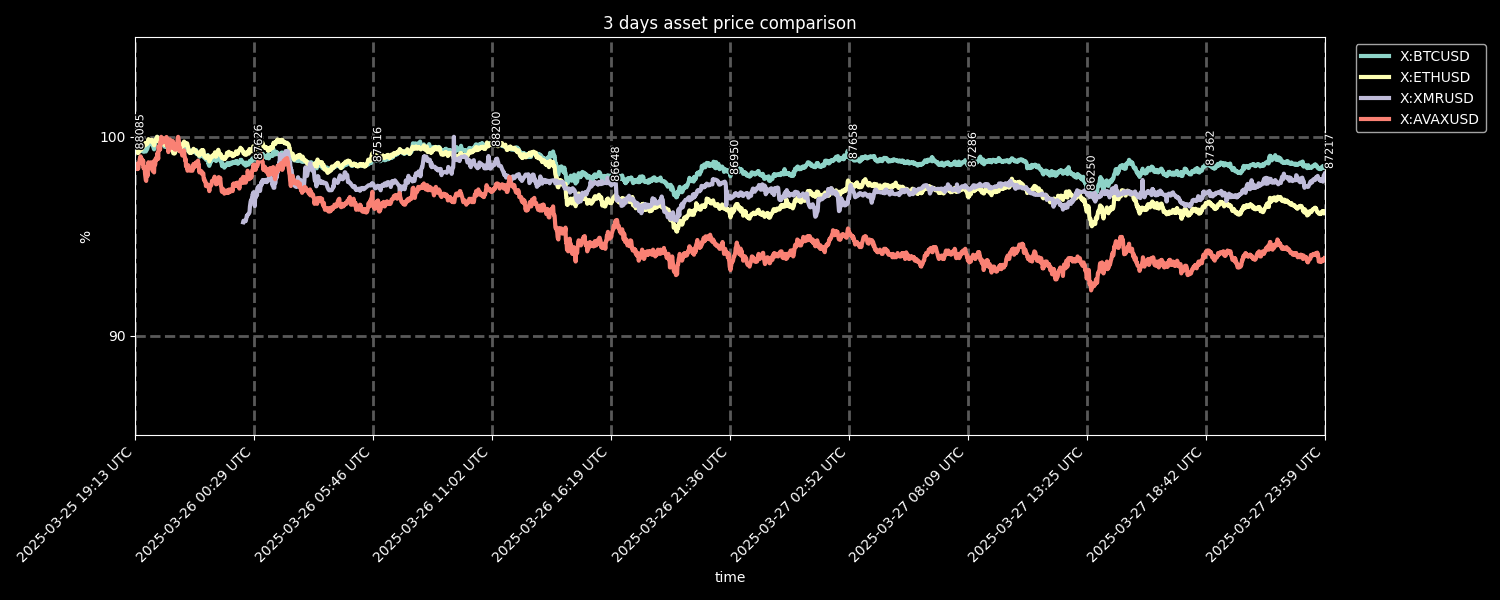 3 days asset price comparison
X:BTCUSD
X:ETHUSD
X:XMRUSD
X:AVAXUSD
%
100
90
88085
87626
87516
88200
86648
86950
87658
87286
86250
87362
87217
2025-03-25 19:13 UTC
2025-03-26 00:29 UTC
2025-03-26 05:46 UTC
2025-03-26 11:02 UTC
2025-03-26 16:19 UTC
2025-03-26 21:36 UTC
2025-03-27 02:52 UTC
2025-03-27 08:09 UTC
2025-03-27 13:25 UTC
2025-03-27 18:42 UTC
2025-03-27 23:59 UTC
time